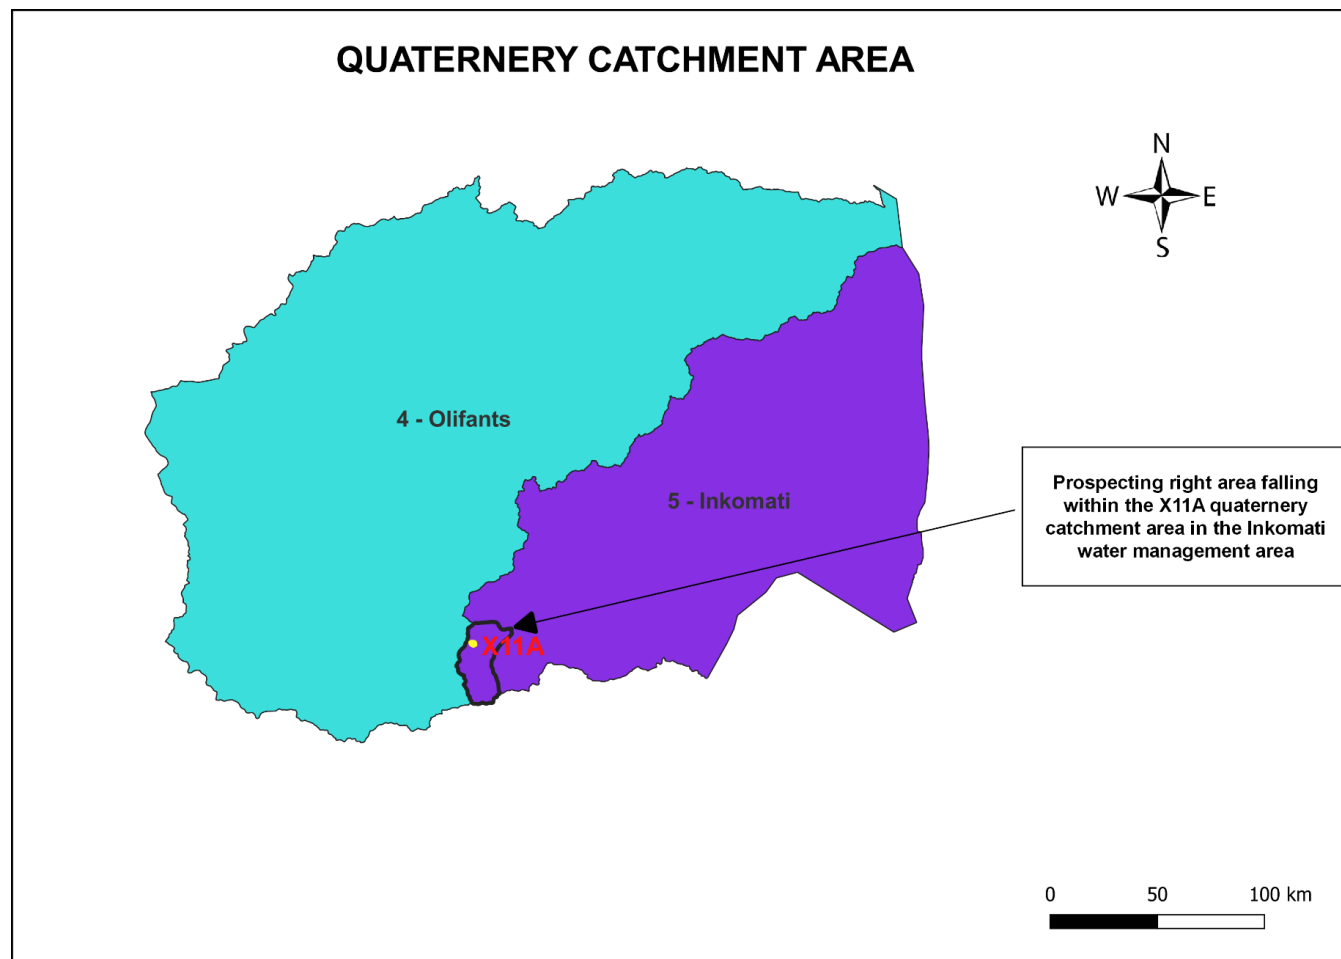 QUATERNERY CATCHMENT AREA
N
W E
S
4 - Olifants
5 - Inkomati
Prospecting right area falling
within the X11A quaternery
catchment area in the Inkomati
water management area
X11A
0 50 100 km